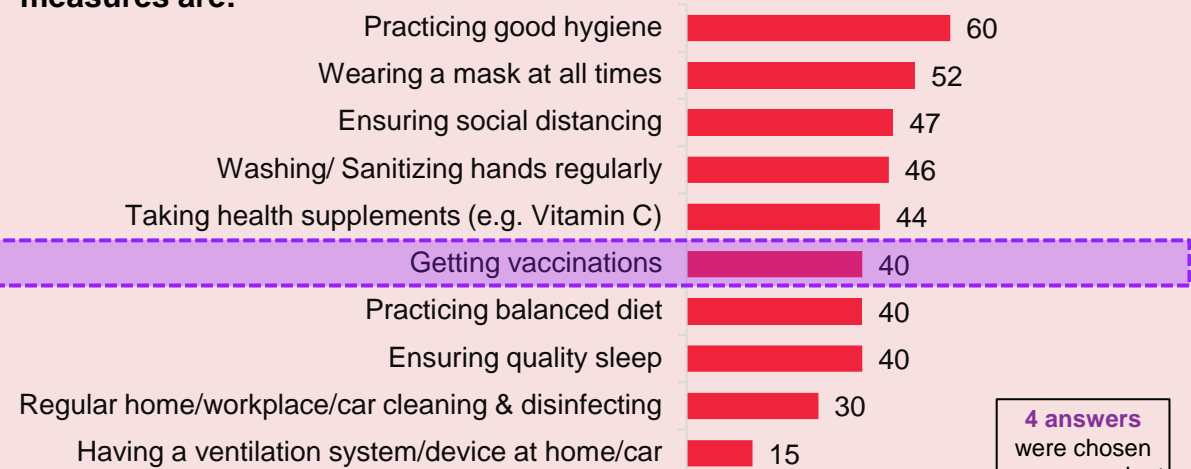 measures are:
Practicing good hygiene 60
Wearing a mask at all times 52
Ensuring social distancing 47
Washing/ Sanitizing hands regularly 46
Taking health supplements (e.g. Vitamin C) 44
Getting vaccinations 40
Practicing balanced diet 40
Ensuring quality sleep 40
Regular home/workplace/car cleaning & disinfecting 30
Having a ventilation system/device at home/car 15
4 answers
were chosen